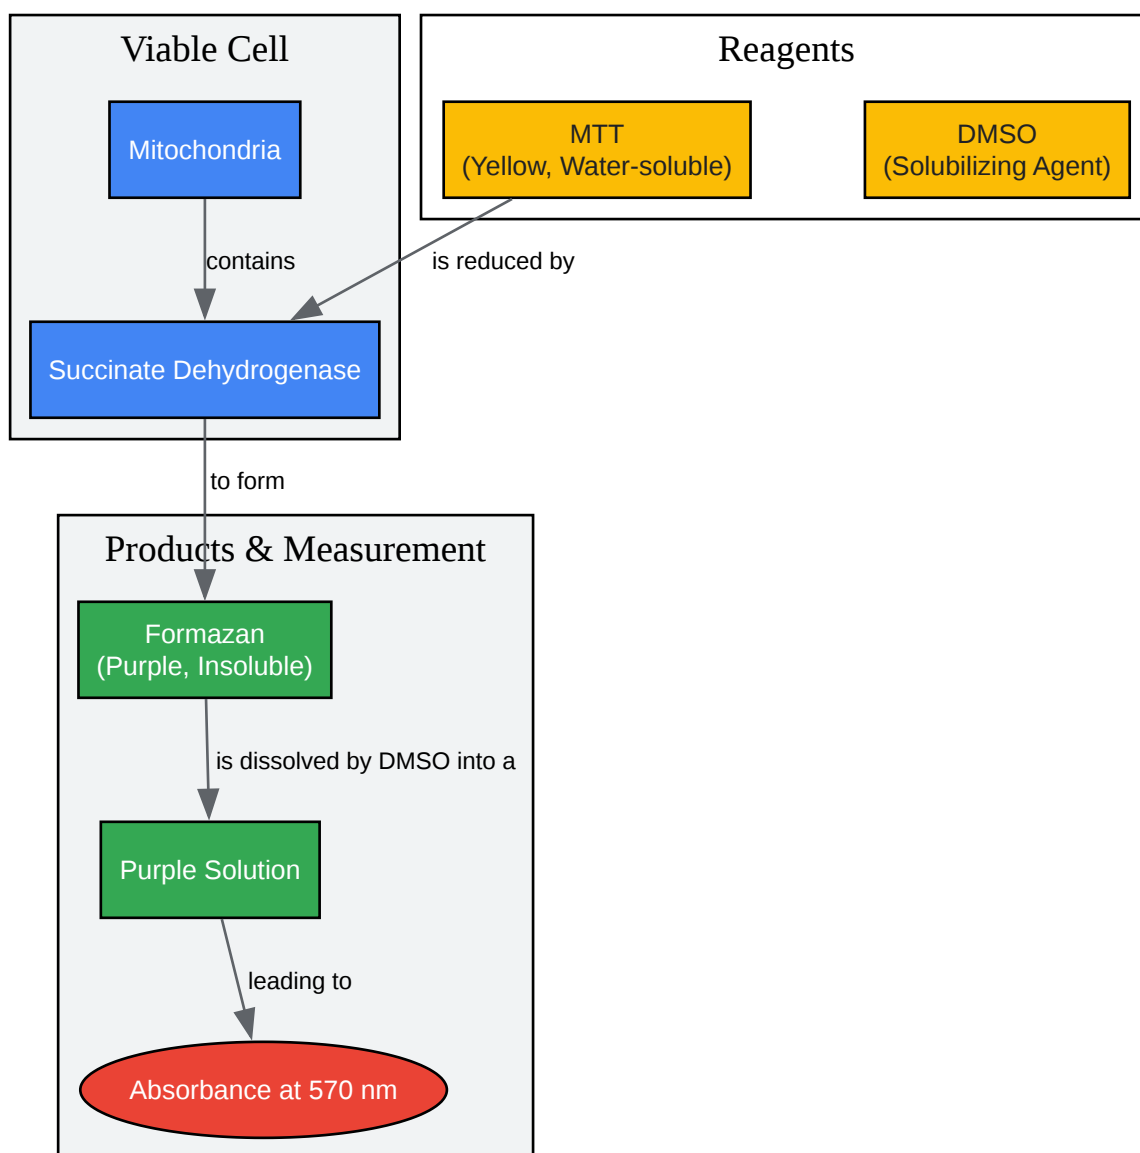 Viable Cell
Reagents
Mitochondria
MTT
(Yellow, Water-soluble)
DMSO
(Solubilizing Agent)
contains
is reduced by
Succinate Dehydrogenase
to form
Products & Measurement
Formazan
(Purple, Insoluble)
is dissolved by DMSO into a
Purple Solution
leading to
Absorbance at 570 nm